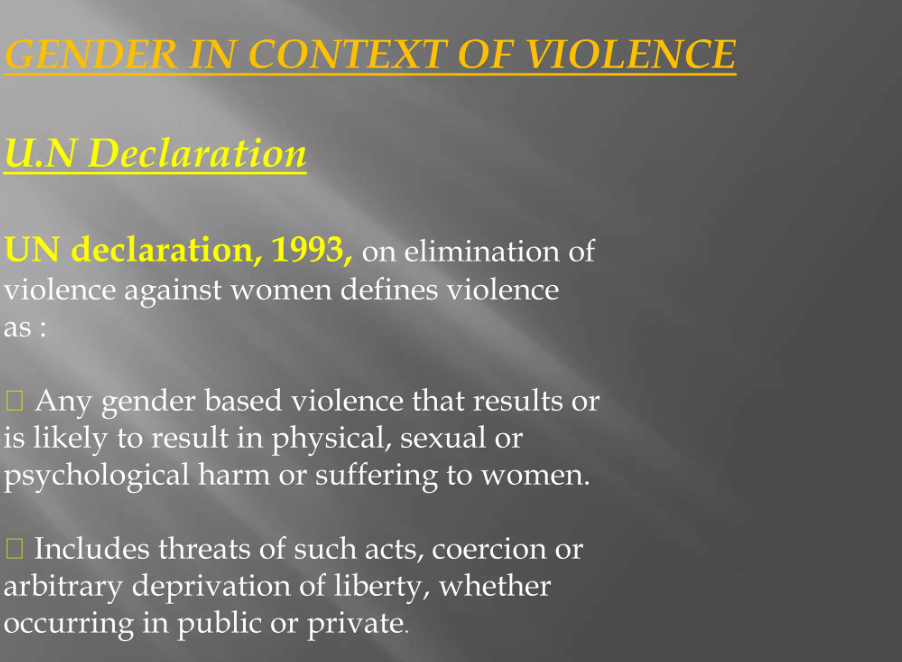 GENDER IN CONTEXT OF VIOLENCE
U.N Declaration
UN declaration, 1993, on elimination of
violence against women defines violence
as :
Any gender based violence that results or
is likely to result in physical, sexual or
psychological harm or suffering to women.
Includes threats of such acts, coercion or
arbitrary deprivation of liberty, whether
occurring in public or private.